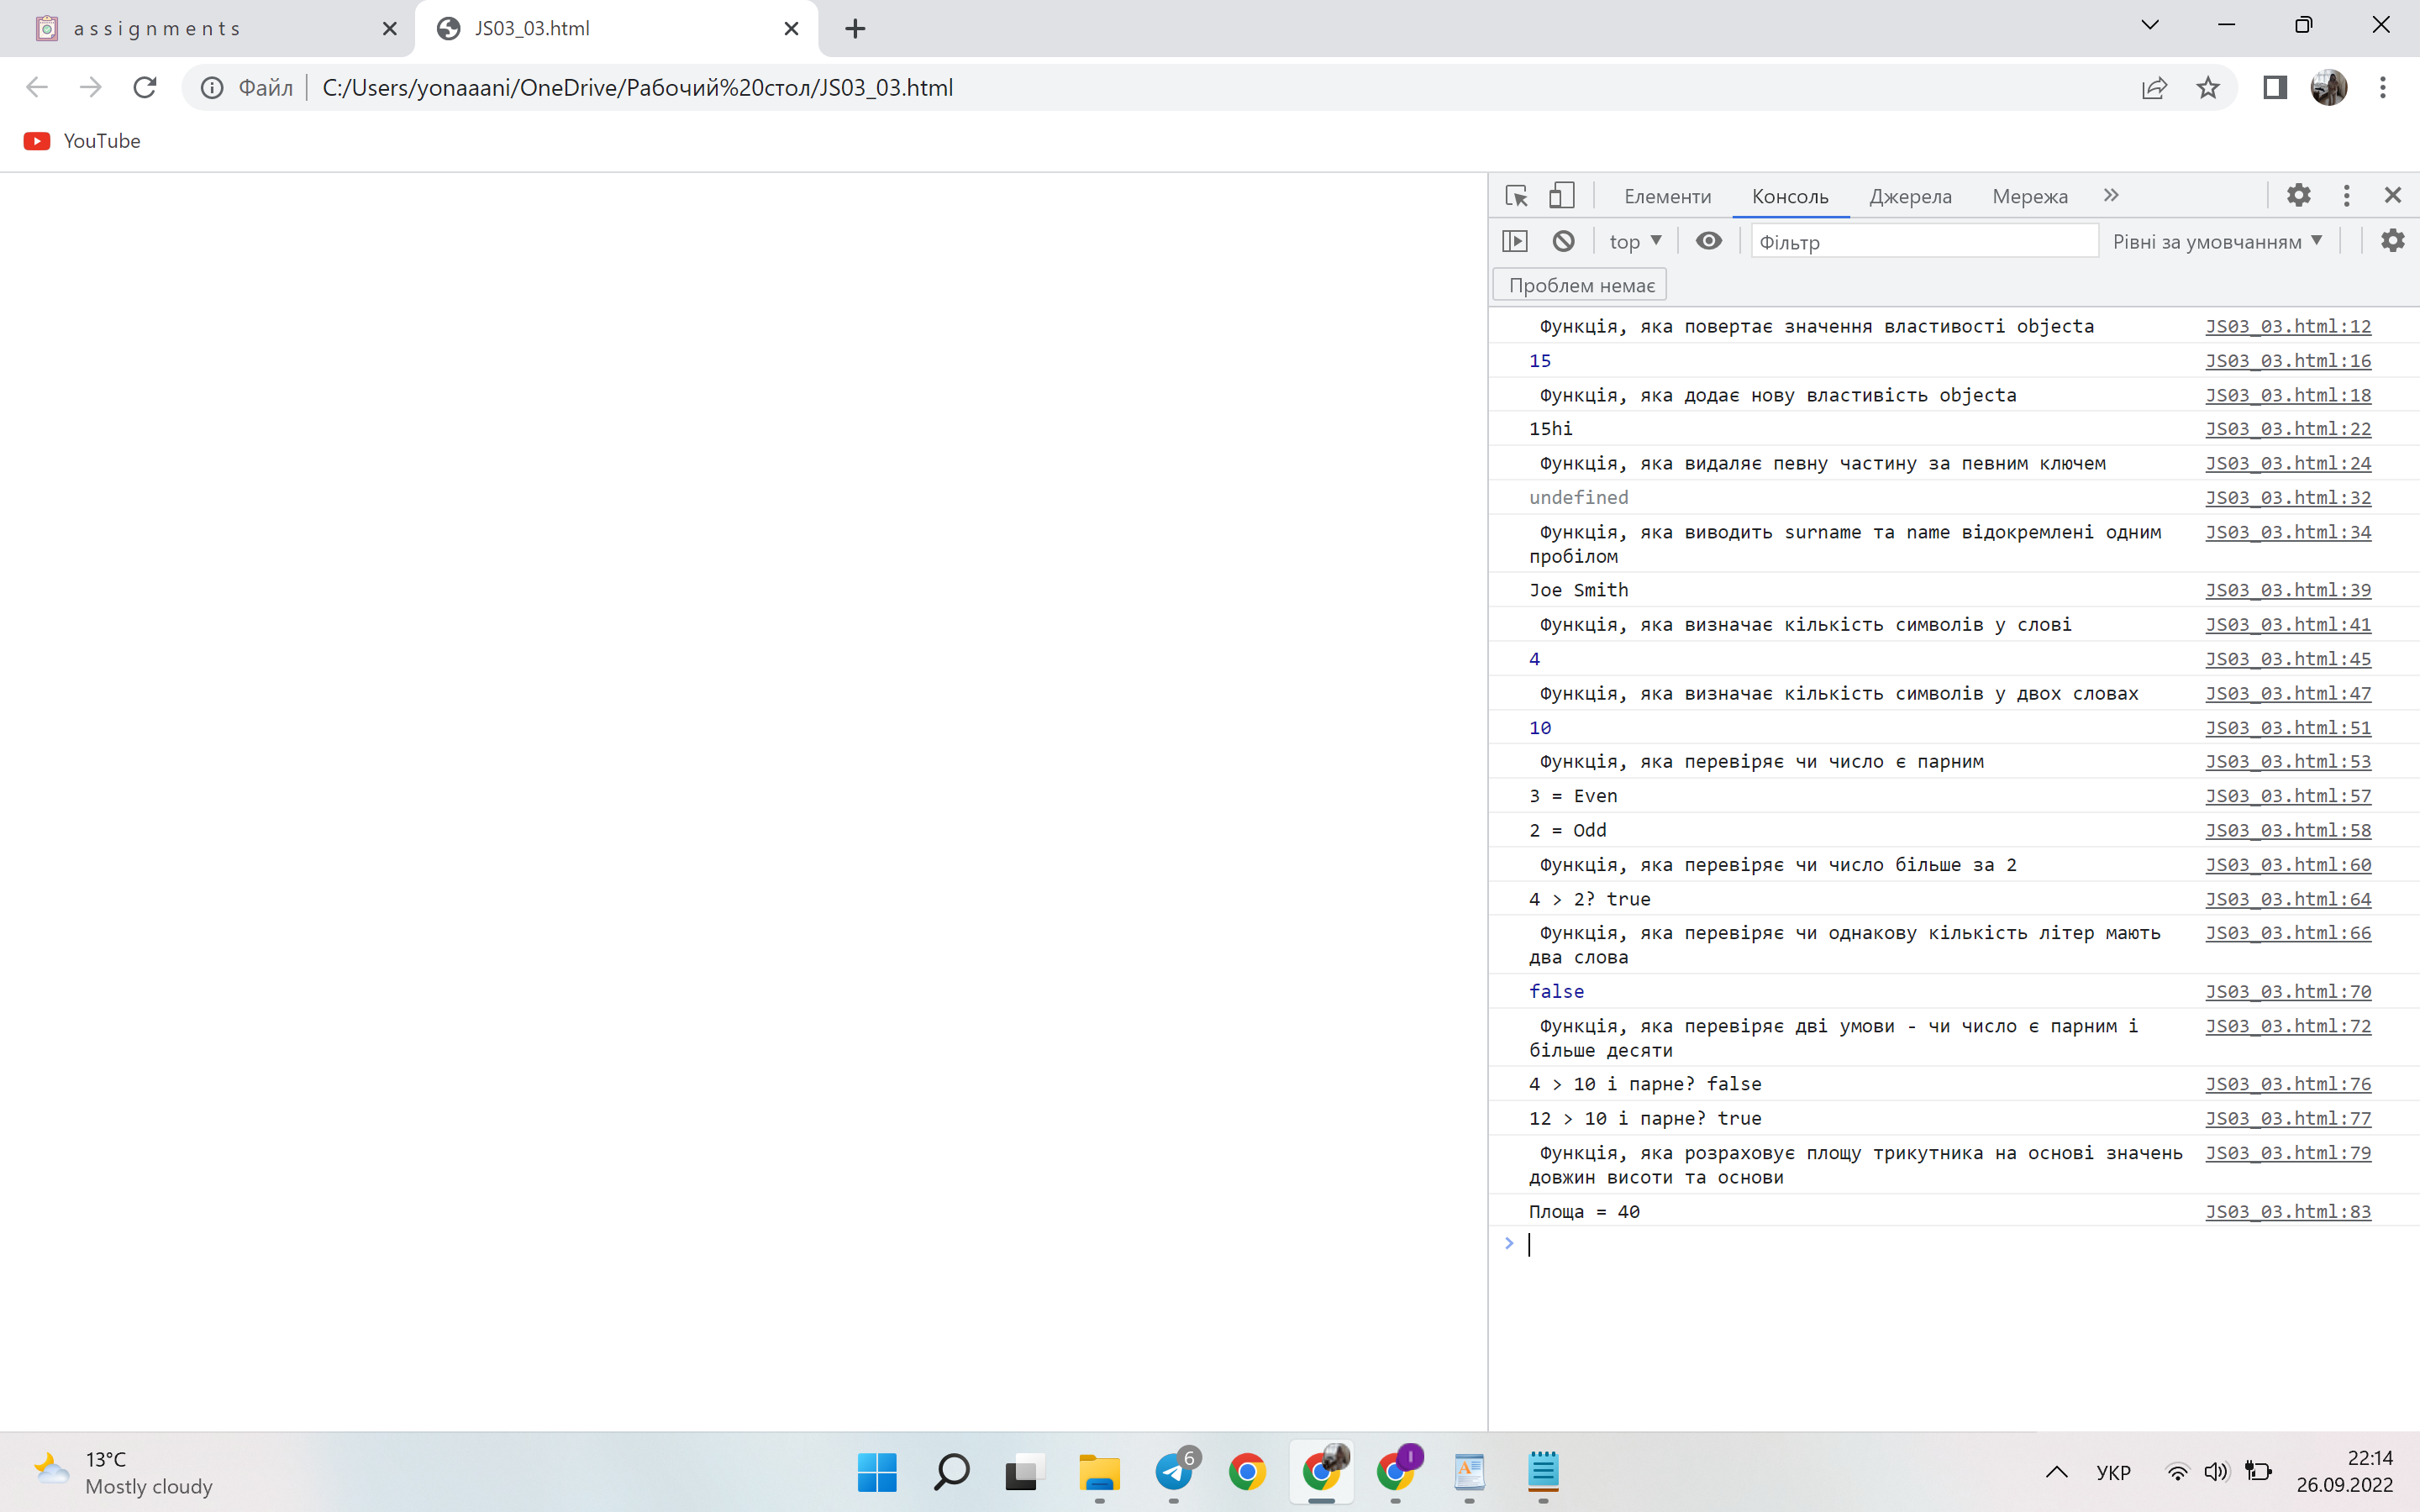 assignments
JS03_03.html
Файл
C:/Users/yonaaani/OneDrive/Рабочий%20стол/JS03_03.html
YouTube
Елементи Консоль Джерела Мережа
top Фільтр Рівні за умовчанням
Проблем немає
Функція, яка повертає значення властивості objecta JS03_03.html:12
15 JS03_03.html:16
Функція, яка додає нову властивість objecta JS03_03.html:18
15hi JS03_03.html:22
Функція, яка видаляє певну частину за певним ключем JS03_03.html:24
undefined JS03_03.html:32
Функція, яка виводить surname та name відокремлені одним JS03_03.html:34
пробілом
Joe Smith JS03_03.html:39
Функція, яка визначає кількість символів у слові JS03_03.html:41
4 JS03_03.html:45
Функція, яка визначає кількість символів у двох словах JS03_03.html:47
10 JS03_03.html:51
Функція, яка перевіряє чи число є парним JS03_03.html:53
3 = Even JS03_03.html:57
2 = Odd JS03_03.html:58
Функція, яка перевіряє чи число більше за 2 JS03_03.html:60
4 > 2? true JS03_03.html:64
Функція, яка перевіряє чи однакову кількість літер мають JS03_03.html:66
два слова
false JS03_03.html:70
Функція, яка перевіряє дві умови - чи число є парним і JS03_03.html:72
більше десяти
4 > 10 і парне? false JS03_03.html:76
12 > 10 і парне? true JS03_03.html:77
Функція, яка розраховує площу трикутника на основі значень JS03_03.html:79
довжин висоти та основи
Площа = 40 JS03_03.html:83
13°C
Mostly cloudy
6
УКР
22:14
26.09.2022